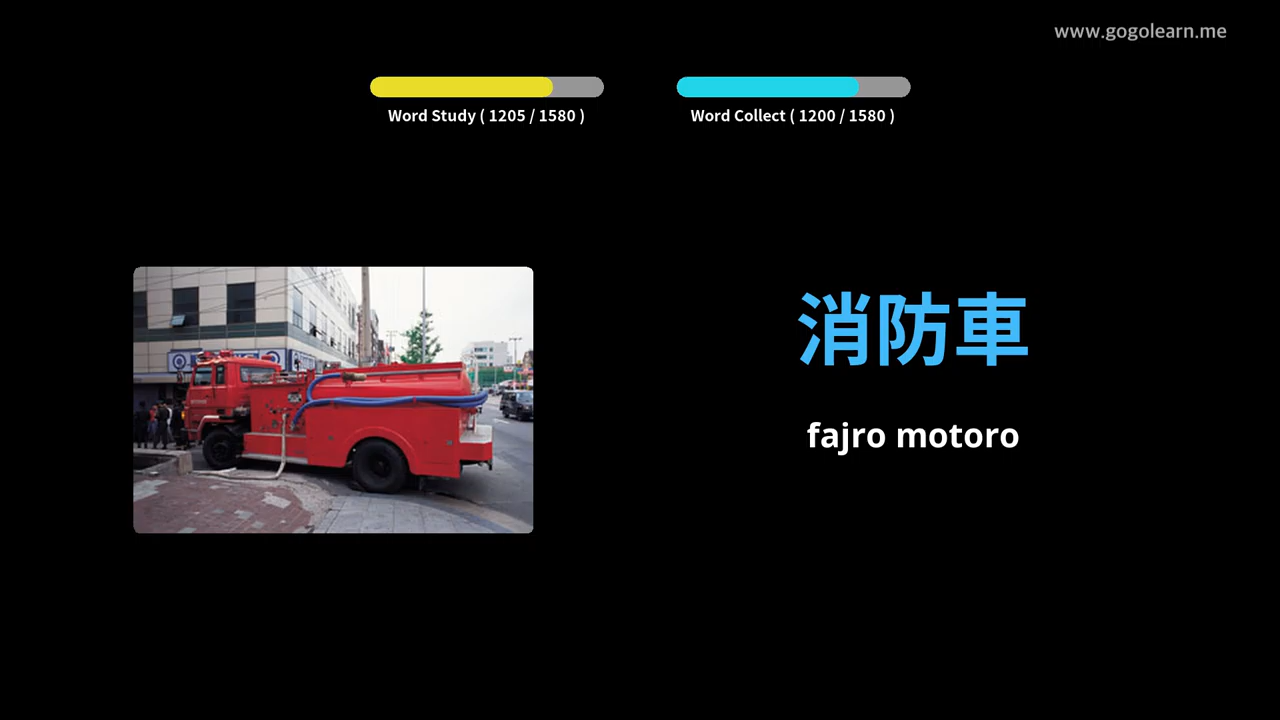 www.gogolearn.me
Word Study ( 1205 / 1580 )
Word Collect ( 1200 / 1580 )
消防車
fajro motoro